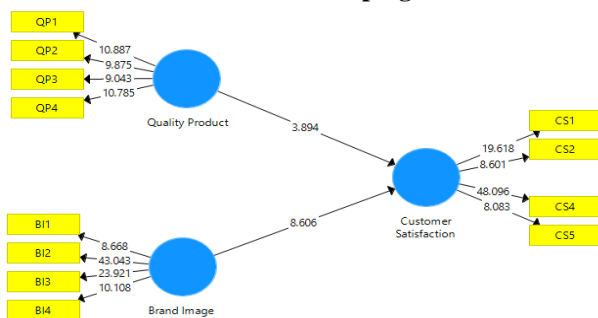 QP1
QP2
QP3
QP4
10.887
9.875
9.043
10.785
Quality Product
3.894
CS1
CS2
CS4
CS5
19.618
8.601
48.096
8.083
Customer
Satisfaction
8.606
BI1
BI2
BI3
BI4
8.668
43.043
23.921
10.108
Brand Image